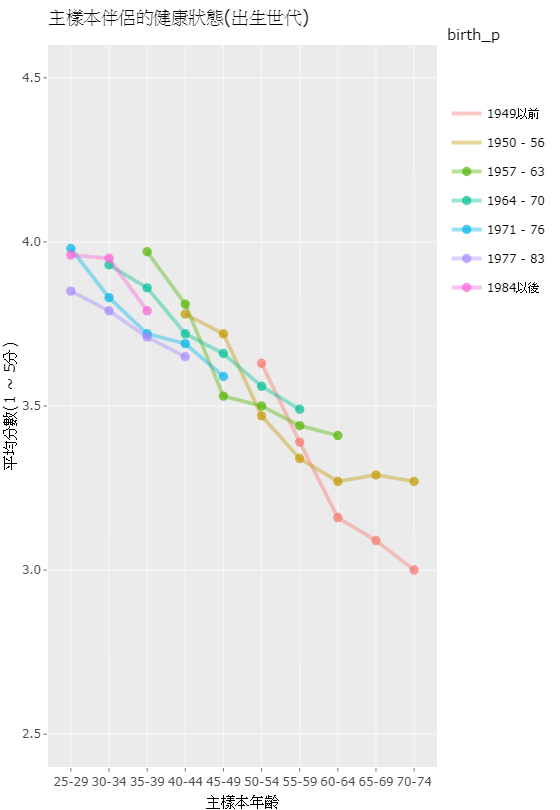 主樣本伴侶的健康狀態(出生世代)
birth_p
1949以前
1950 - 56
1957 - 63
1964 - 70
1971 - 76
1977 - 83
1984以後
平均分數(1 ~ 5分)
4.5
4.0
3.5
3.0
2.5
25-29 30-34 35-39 40-44 45-49 50-54 55-59 60-64 65-69 70-74
主樣本年齡